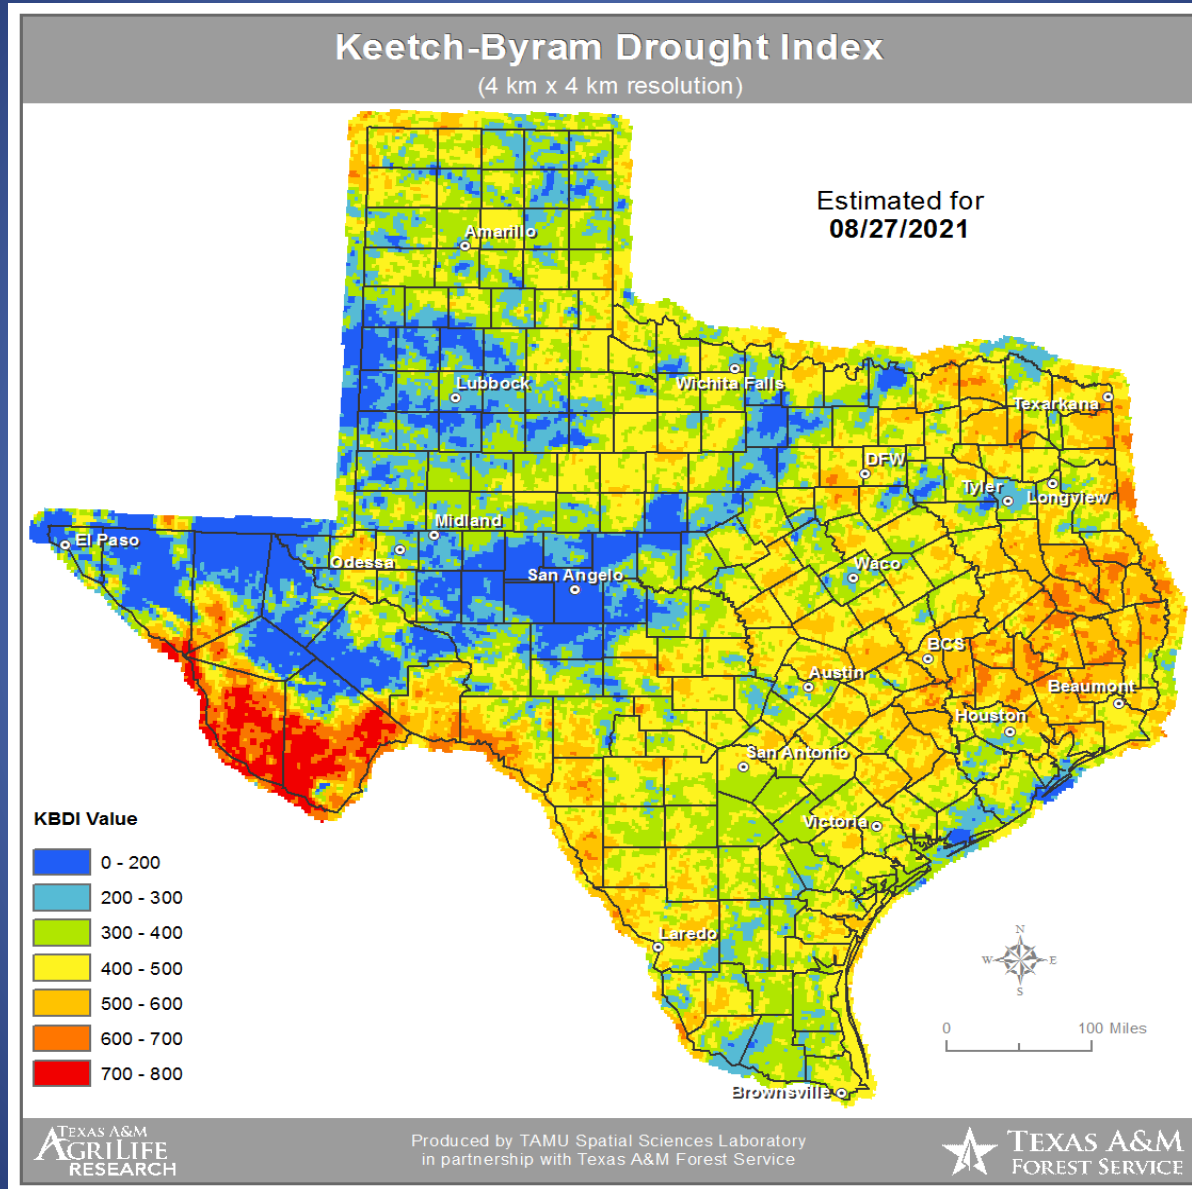 Keetch-Byram Drought Index
(4 km x 4 km resolution)
Estimated for
08/27/2021
Amarillo
Lubbock
Wichita Falls
Texarkana
DFW
Tyler
Longview
Midland
El Paso
Odessa
San Angelo
Waco
BCS
Austin
Beaumont
Houston
San Antonio
Victoria
Laredo
Brownsville
KBDI Value
0 - 200
200 - 300
300 - 400
400 - 500
500 - 600
600 - 700
700 - 800
N
W
E
S
0
100 Miles
TEXAS A&M
AGRILIFE
RESEARCH
Produced by TAMU Spatial Sciences Laboratory
in partnership with Texas A&M Forest Service
TEXAS A&M
FOREST SERVICE